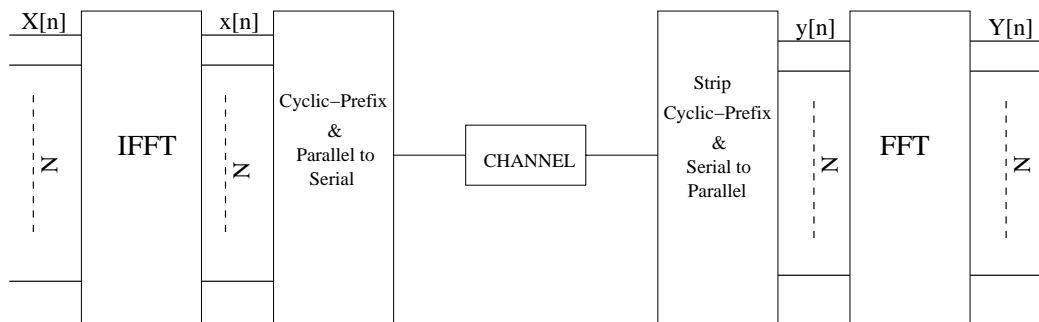 X[n]
x[n]
y[n]
Y[n]
N
IFFT
N
Cyclic–Prefix
&
Parallel to
Serial
CHANNEL
Strip
Cyclic–Prefix
&
Serial to
Parallel
N
FFT
N